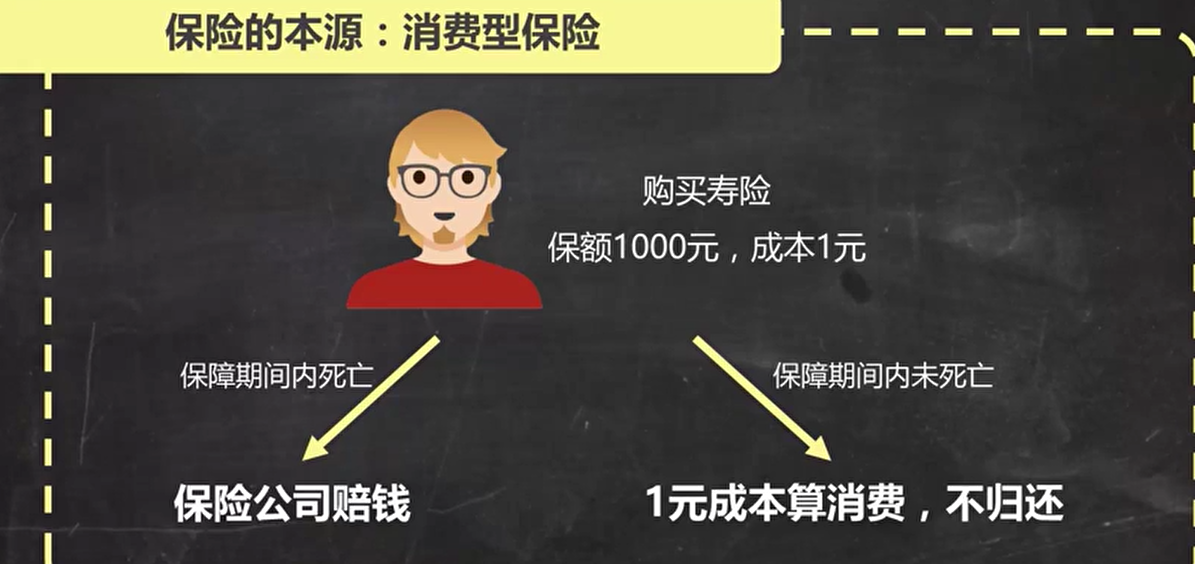 保险的本源：消费型保险
购买寿险
保额1000元，成本1元
保障期间内死亡
保障期间内未死亡
保险公司赔钱
1元成本算消费，不归还